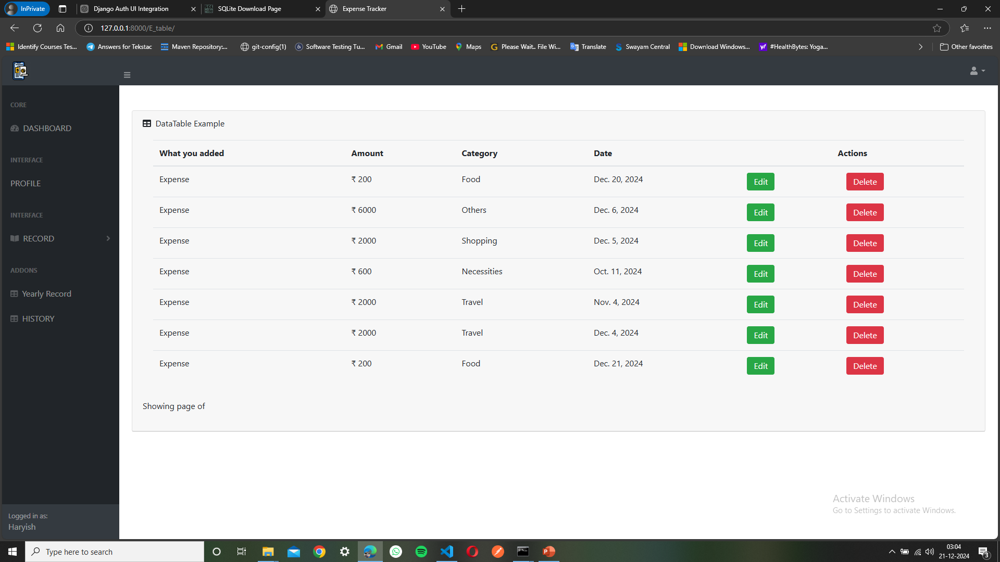 InPrivate
Django Auth UI Integration
SQLite Download Page
Expense Tracker
127.0.0.1:8000/E_table/
Identify Courses Tes...
Answers for Tekstac
Maven Repository:...
git-config(1)
Software Testing Tu...
Gmail
YouTube
Maps
Please Wait.. File Wi...
Translate
Swayam Central
Download Windows...
#HealthBytes: Yoga...
Other favorites
CORE
DASHBOARD
INTERFACE
PROFILE
INTERFACE
RECORD
ADDONS
Yearly Record
HISTORY
Logged in as:
Haryish
DataTable Example
What you added Amount Category Date Actions
Expense ₹ 200 Food Dec. 20, 2024 Edit Delete
Expense ₹ 6000 Others Dec. 6, 2024 Edit Delete
Expense ₹ 2000 Shopping Dec. 5, 2024 Edit Delete
Expense ₹ 600 Necessities Oct. 11, 2024 Edit Delete
Expense ₹ 2000 Travel Nov. 4, 2024 Edit Delete
Expense ₹ 2000 Travel Dec. 4, 2024 Edit Delete
Expense ₹ 200 Food Dec. 21, 2024 Edit Delete
Showing page of
Activate Windows
Go to Settings to activate Windows.
Type here to search
03:04
21-12-2024
3